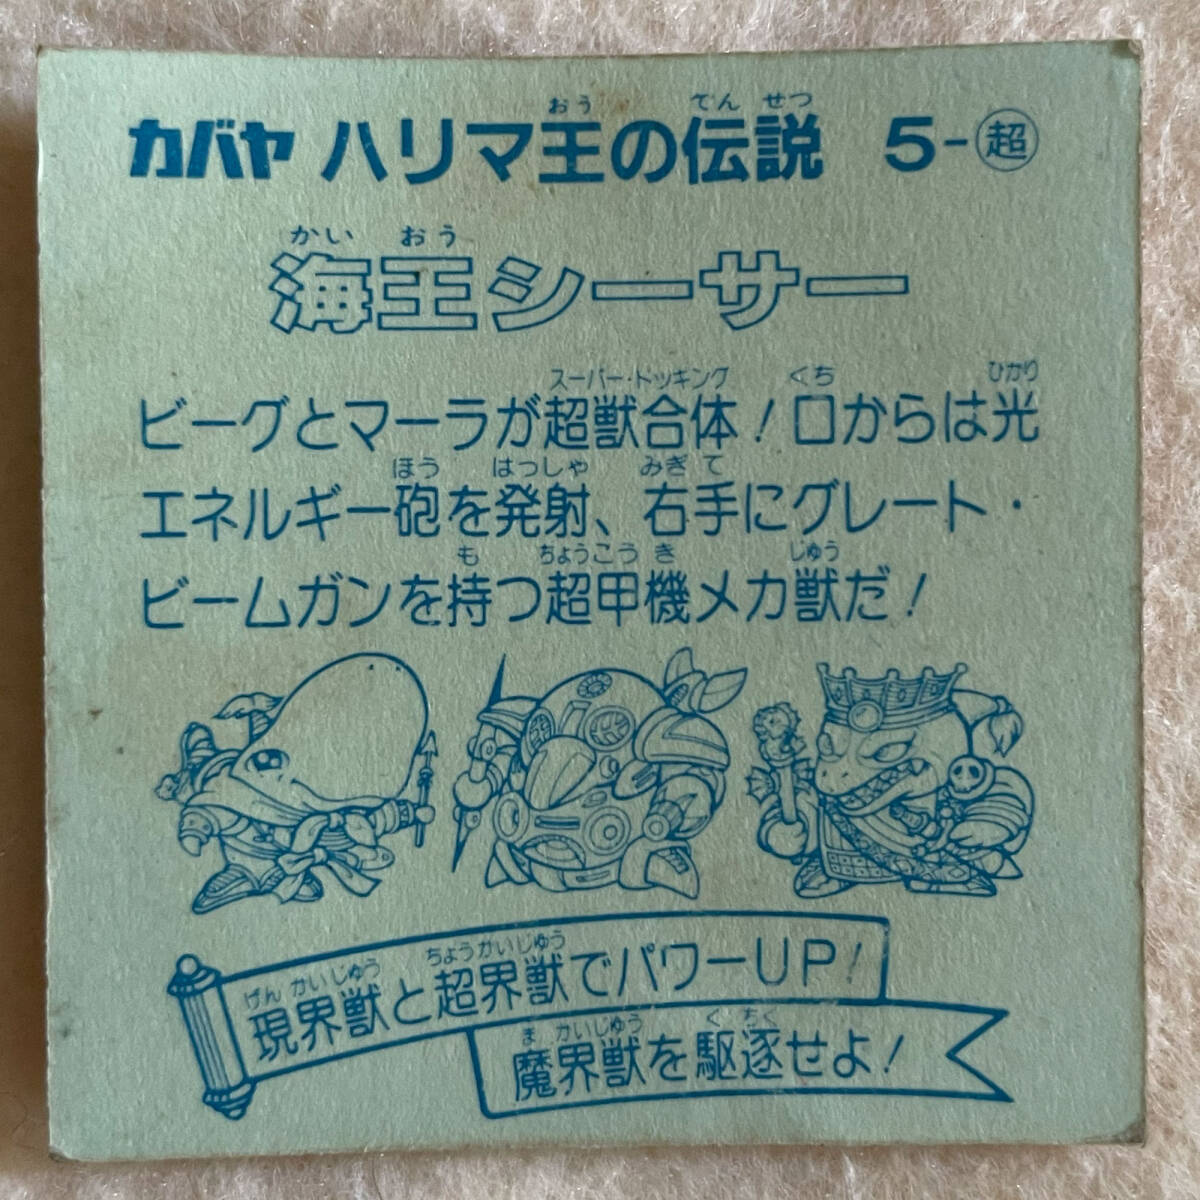 カバヤ ハリマ王の伝説 5-超
おう でん せつ
海王シーサー
かい おう
ビーグとマーラが超獣合体！口からは光
スーパー・ドッキング くち ひかり
エネルギー砲を発射、右手にグレート・
ほう はっしゃ みぎ て
ビームガンを持つ超甲機メカ獣だ！
も ちょうこう き じゅう
現界獣と超界獣でパワーUP！
げん かいじゅう ちょうかいじゅう
魔界獣を駆逐せよ！
ま かいじゅう く ちく